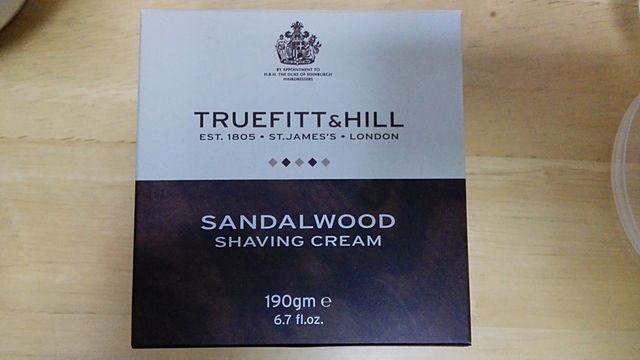 BY APPOINTMENT TO
H.R.H. THE DUKE OF EDINBURGH
HAIRDRESSERS
TRUEFITT&HILL
EST. 1805 • ST.JAMES'S • LONDON
SANDALWOOD
SHAVING CREAM
190gm ℮
6.7 fl.oz.